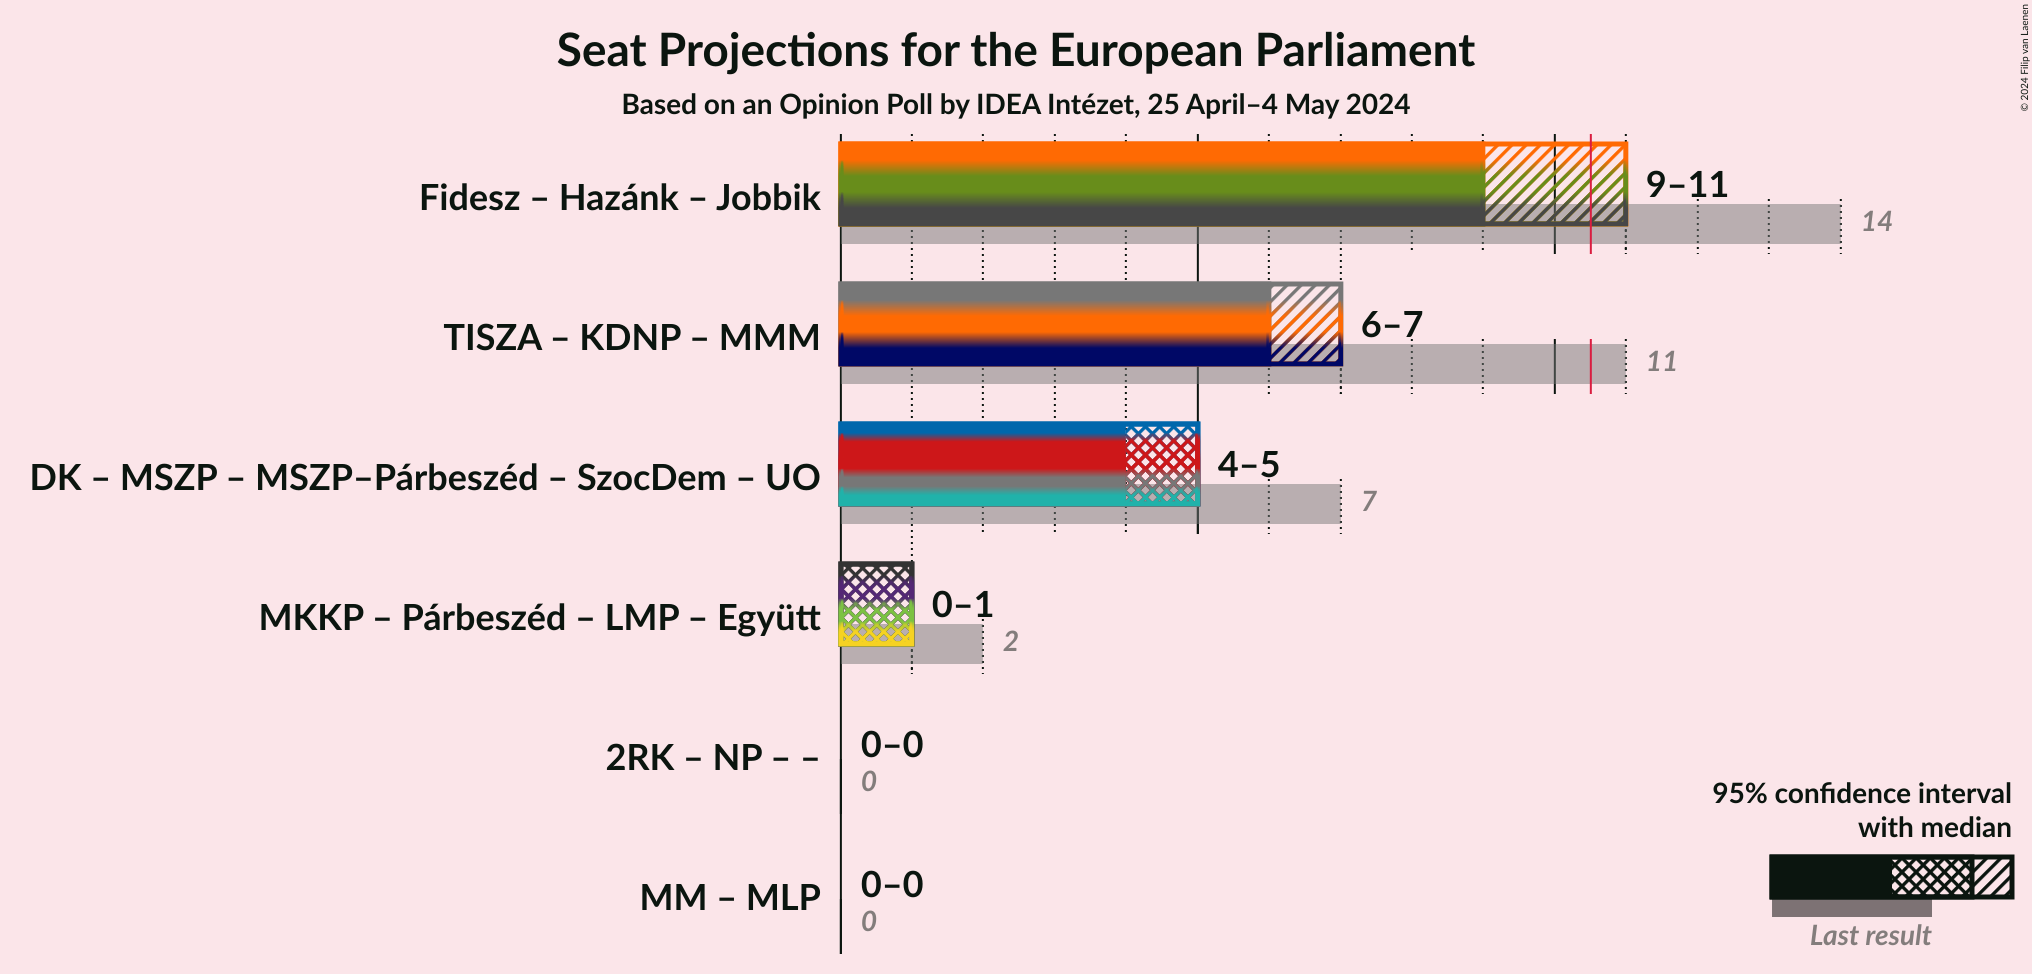 Seat Projections for the European Parliament
Based on an Opinion Poll by IDEA Intézet, 25 April–4 May 2024
© 2024 Filip van Laenen
Fidesz – Hazánk – Jobbik
9–11
14
TISZA – KDNP – MMM
6–7
11
DK – MSZP – MSZP–Párbeszéd – SzocDem – UO
4–5
7
MKKP – Párbeszéd – LMP – Együtt
0–1
2
2RK – NP – –
0–0
0
MM – MLP
0–0
0
95% confidence interval
with median
Last result